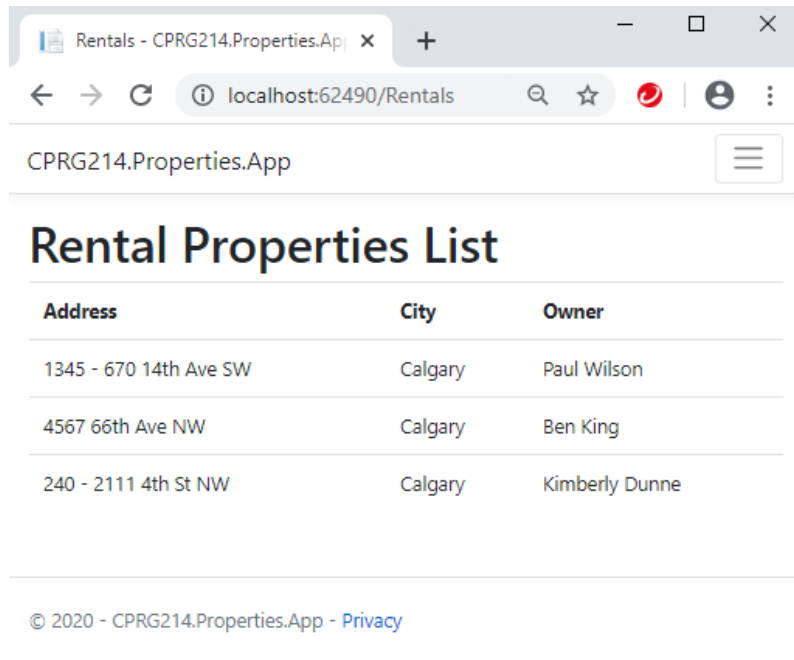 Rentals - CPRG214.Properties.Ap
localhost:62490/Rentals
CPRG214.Properties.App
Rental Properties List
Address City Owner
1345 - 670 14th Ave SW Calgary Paul Wilson
4567 66th Ave NW Calgary Ben King
240 - 2111 4th St NW Calgary Kimberly Dunne
© 2020 - CPRG214.Properties.App - Privacy